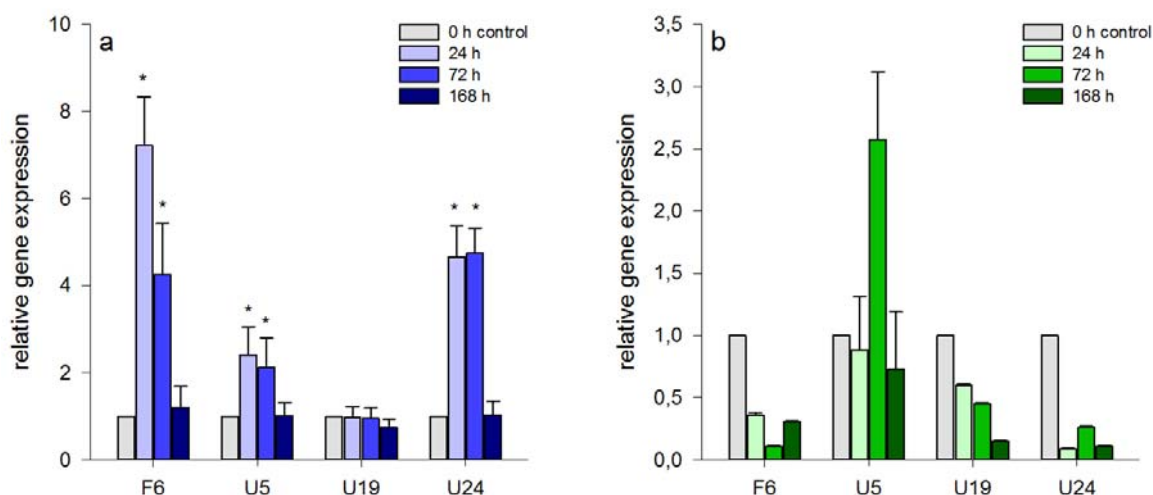 a
0 h control
24 h
72 h
168 h
relative gene expression
10
8
6
4
2
0
* * * * * *
F6 U5 U19 U24
b
0 h control
24 h
72 h
168 h
relative gene expression
3,5
3,0
2,5
2,0
1,5
1,0
0,5
0,0
F6 U5 U19 U24